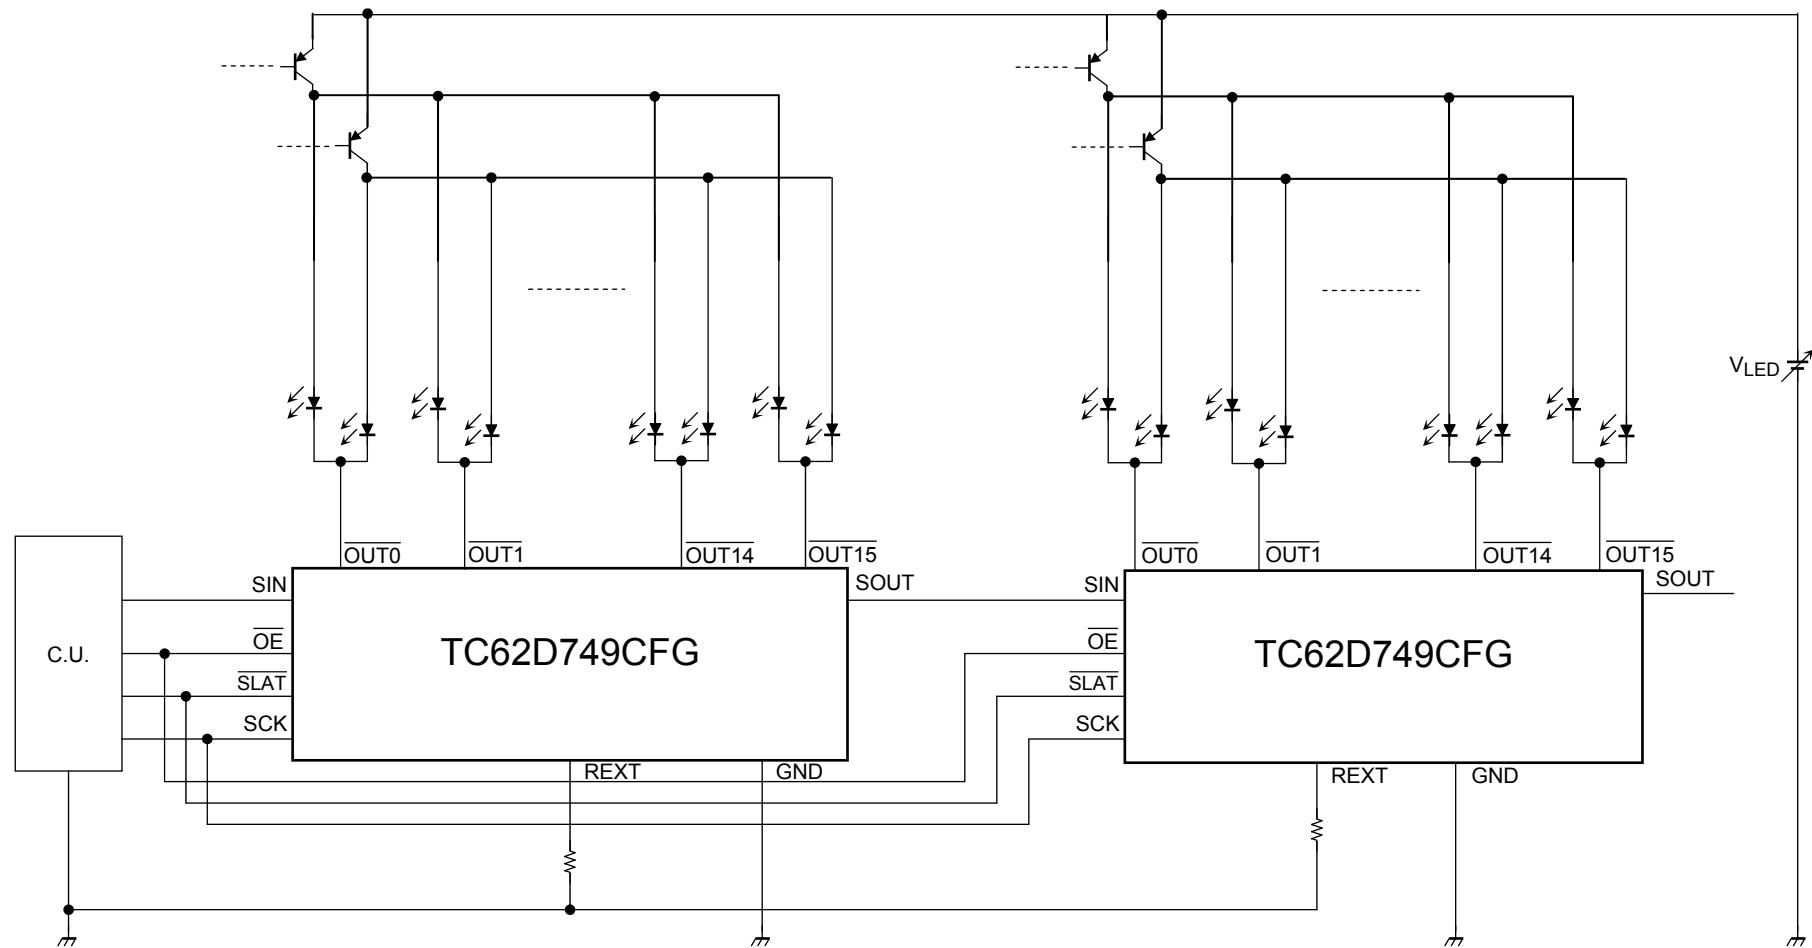 V_LED
OUT0 OUT1 OUT14 OUT15
OUT0 OUT1 OUT14 OUT15
SIN SOUT SIN SOUT
C.U. OE TC62D749CFG OE TC62D749CFG
SLAT SLAT
SCK SCK
REXT GND REXT GND